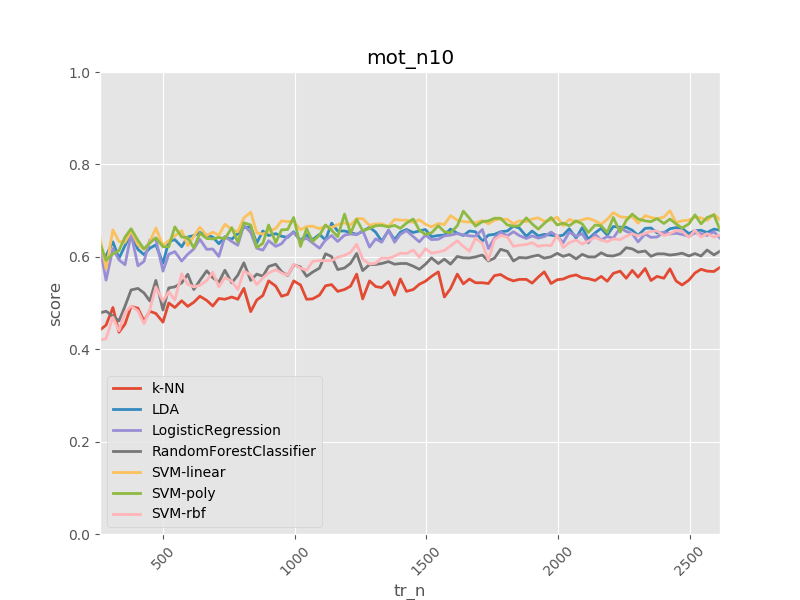 mot_n10
1.0
0.8
0.6
0.4
0.2
0.0
score
k-NN
LDA
LogisticRegression
RandomForestClassifier
SVM-linear
SVM-poly
SVM-rbf
500
1000
1500
2000
2500
tr_n